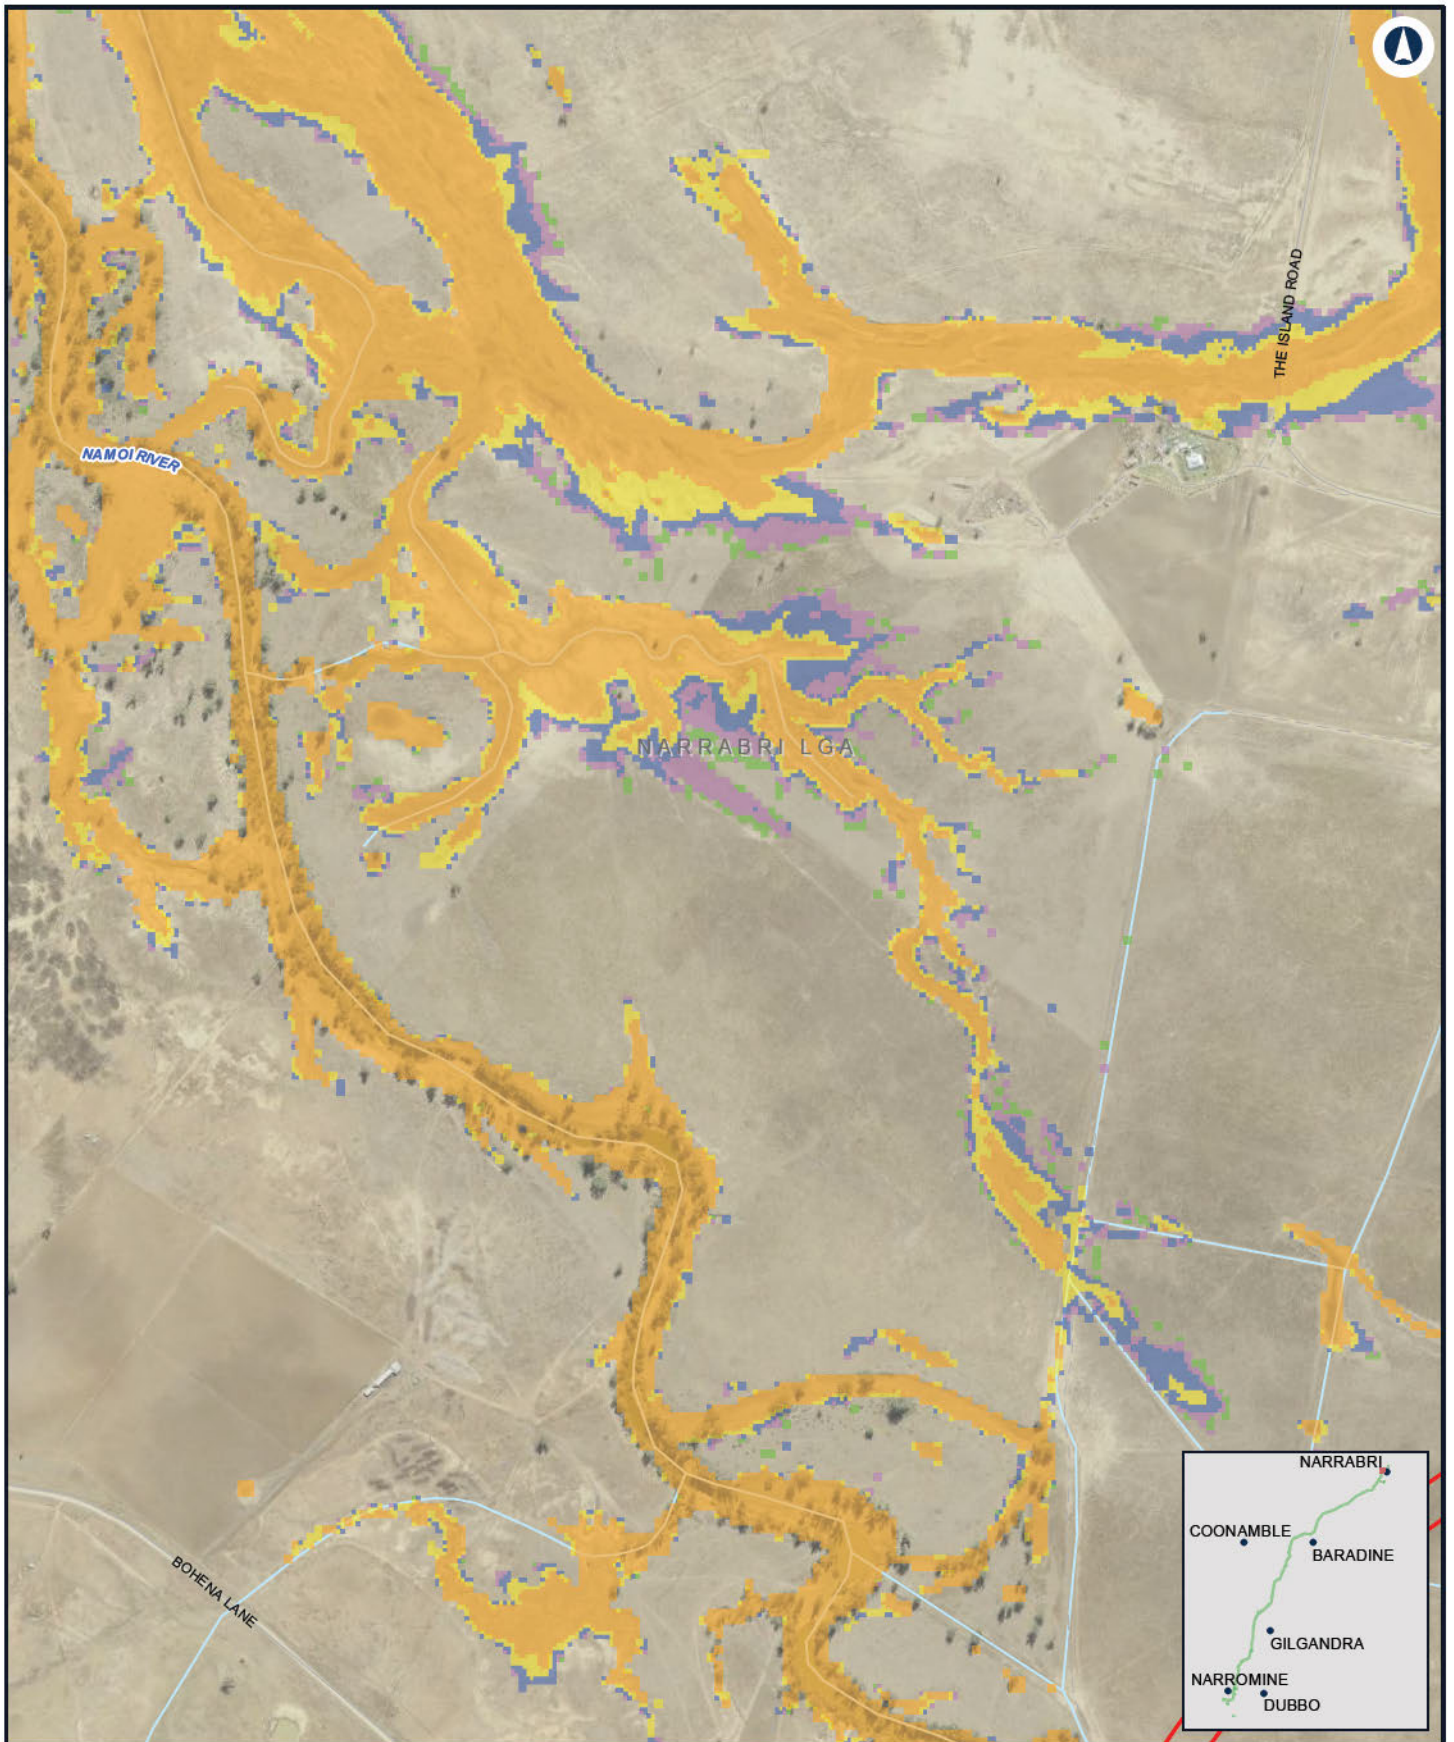 THE ISLAND ROAD
NAMOI RIVER
NARRABRI LGA
BOHENA LANE
NARRABRI
COONAMBLE
BARADINE
GILGANDRA
NARROMINE
DUBBO